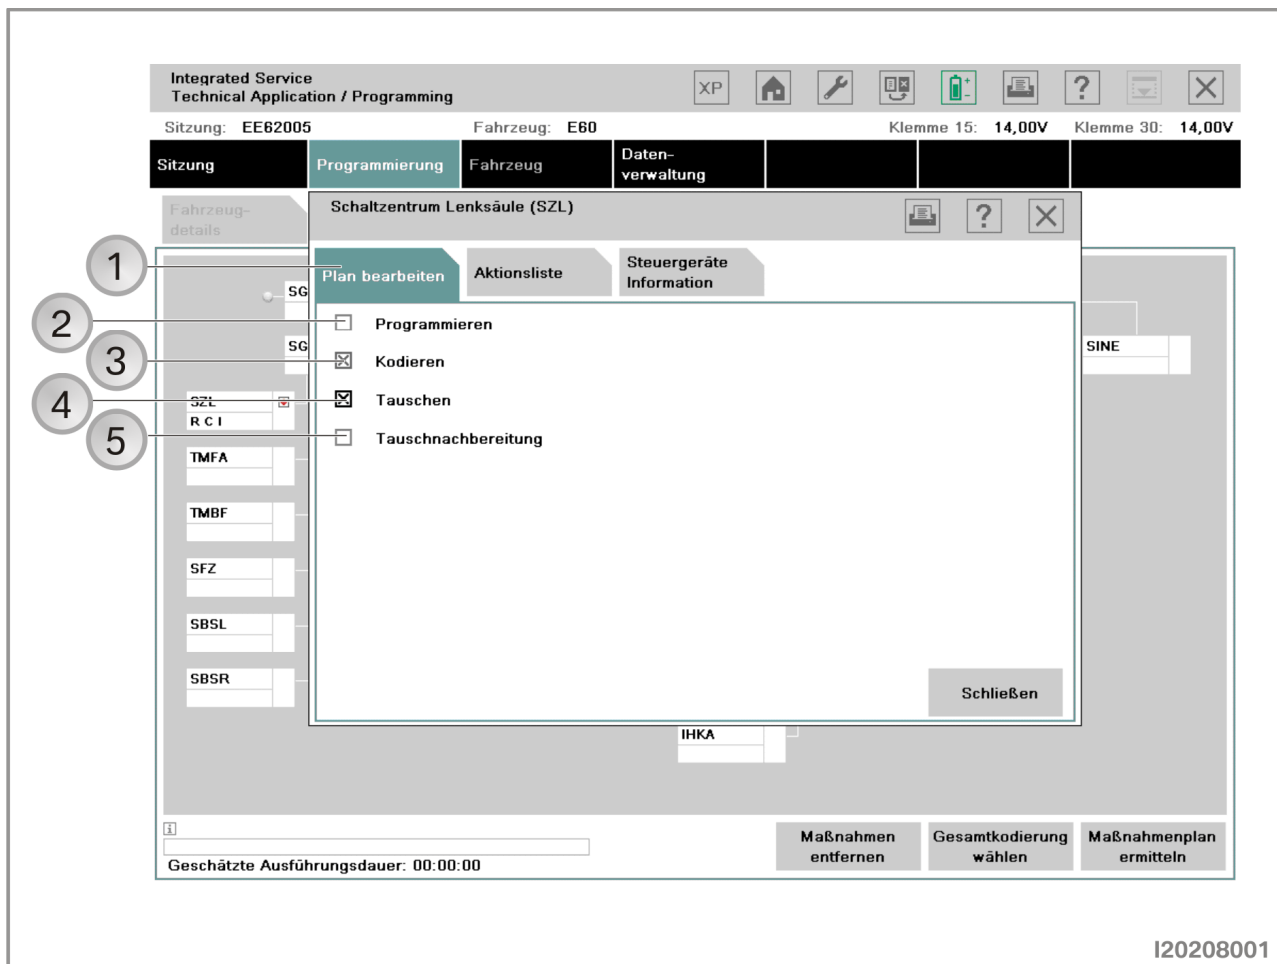 Integrated Service
Technical Application / Programming
XP
?
Sitzung: EE62005 Fahrzeug: E60 Klemme 15: 14,00V Klemme 30: 14,00V
Sitzung
Programmierung
Fahrzeug
Daten-
verwaltung
Fahrzeug-
details
Schaltzentrum Lenksäule (SZL)
?
1
Plan bearbeiten
Aktionsliste
Steuergeräte
Information
SG
2
Programmieren
SG
SINE
3
Kodieren
4
SZL
Tauschen
R C I
5
Tauschnachbereitung
TMFA
TMBF
SFZ
SBSL
SBSR
Schließen
IHKA
i
Geschätzte Ausführungsdauer: 00:00:00
Maßnahmen
entfernen
Gesamtkodierung
wählen
Maßnahmenplan
ermitteln
I20208001